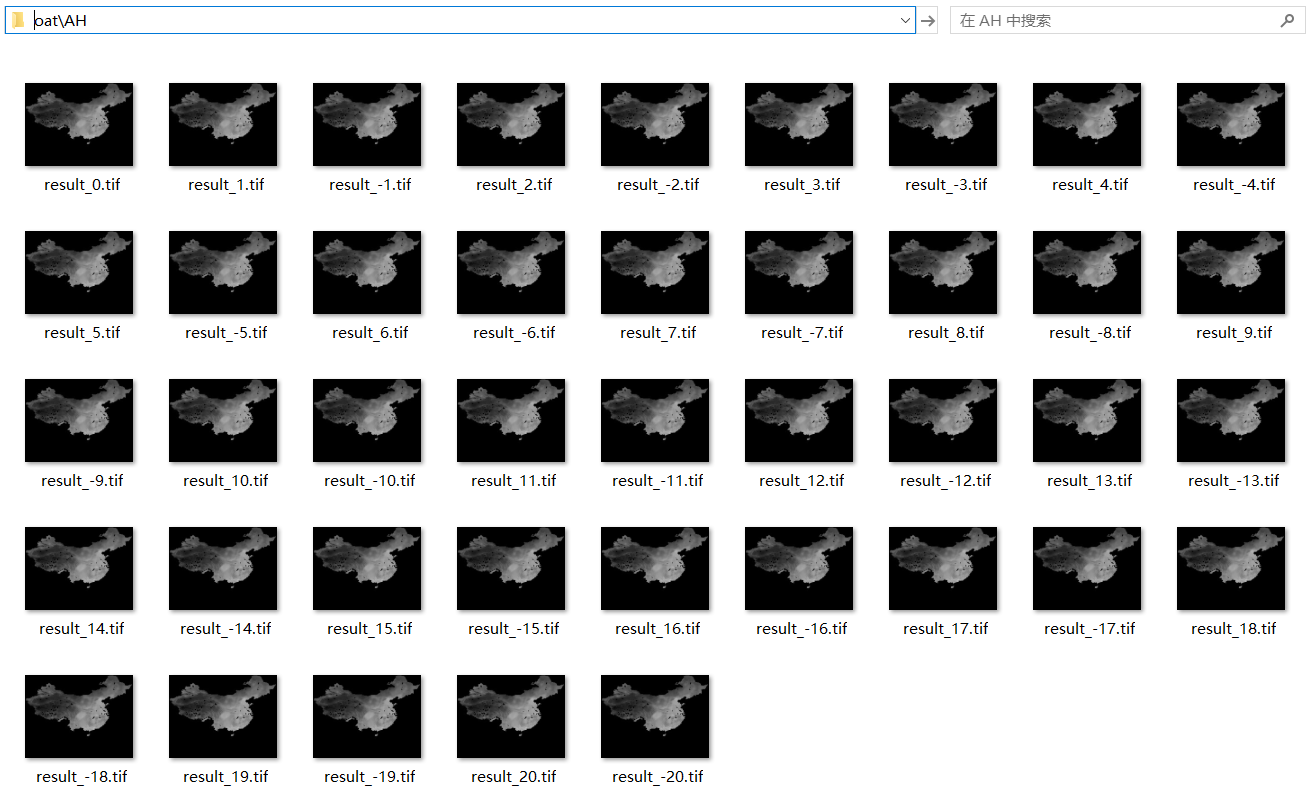 oat\AH 在 AH 中搜索
result_0.tif result_1.tif result_-1.tif result_2.tif result_-2.tif result_3.tif result_-3.tif result_4.tif result_-4.tif
result_5.tif result_-5.tif result_6.tif result_-6.tif result_7.tif result_-7.tif result_8.tif result_-8.tif result_9.tif
result_-9.tif result_10.tif result_-10.tif result_11.tif result_-11.tif result_12.tif result_-12.tif result_13.tif result_-13.tif
result_14.tif result_-14.tif result_15.tif result_-15.tif result_16.tif result_-16.tif result_17.tif result_-17.tif result_18.tif
result_-18.tif result_19.tif result_-19.tif result_20.tif result_-20.tif